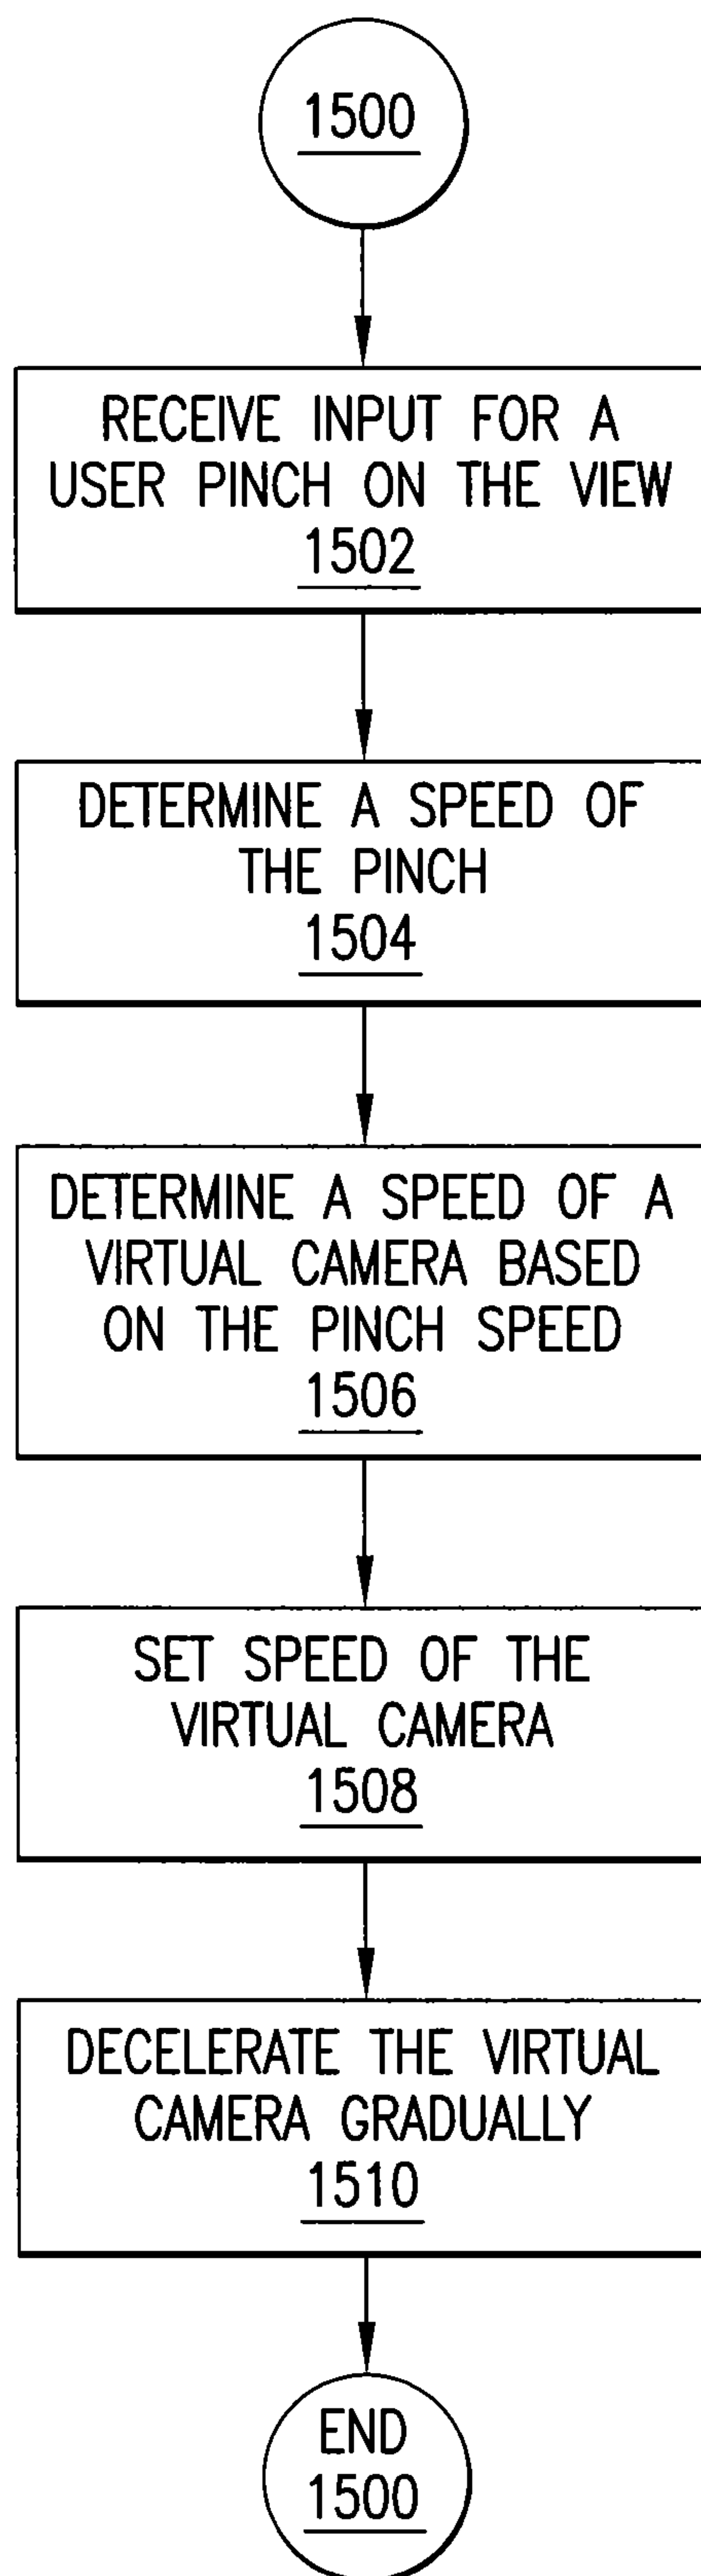 1500
RECEIVE INPUT FOR A
USER PINCH ON THE VIEW
1502
DETERMINE A SPEED OF
THE PINCH
1504
DETERMINE A SPEED OF A
VIRTUAL CAMERA BASED
ON THE PINCH SPEED
1506
SET SPEED OF THE
VIRTUAL CAMERA
1508
DECELERATE THE VIRTUAL
CAMERA GRADUALLY
1510
END
1500